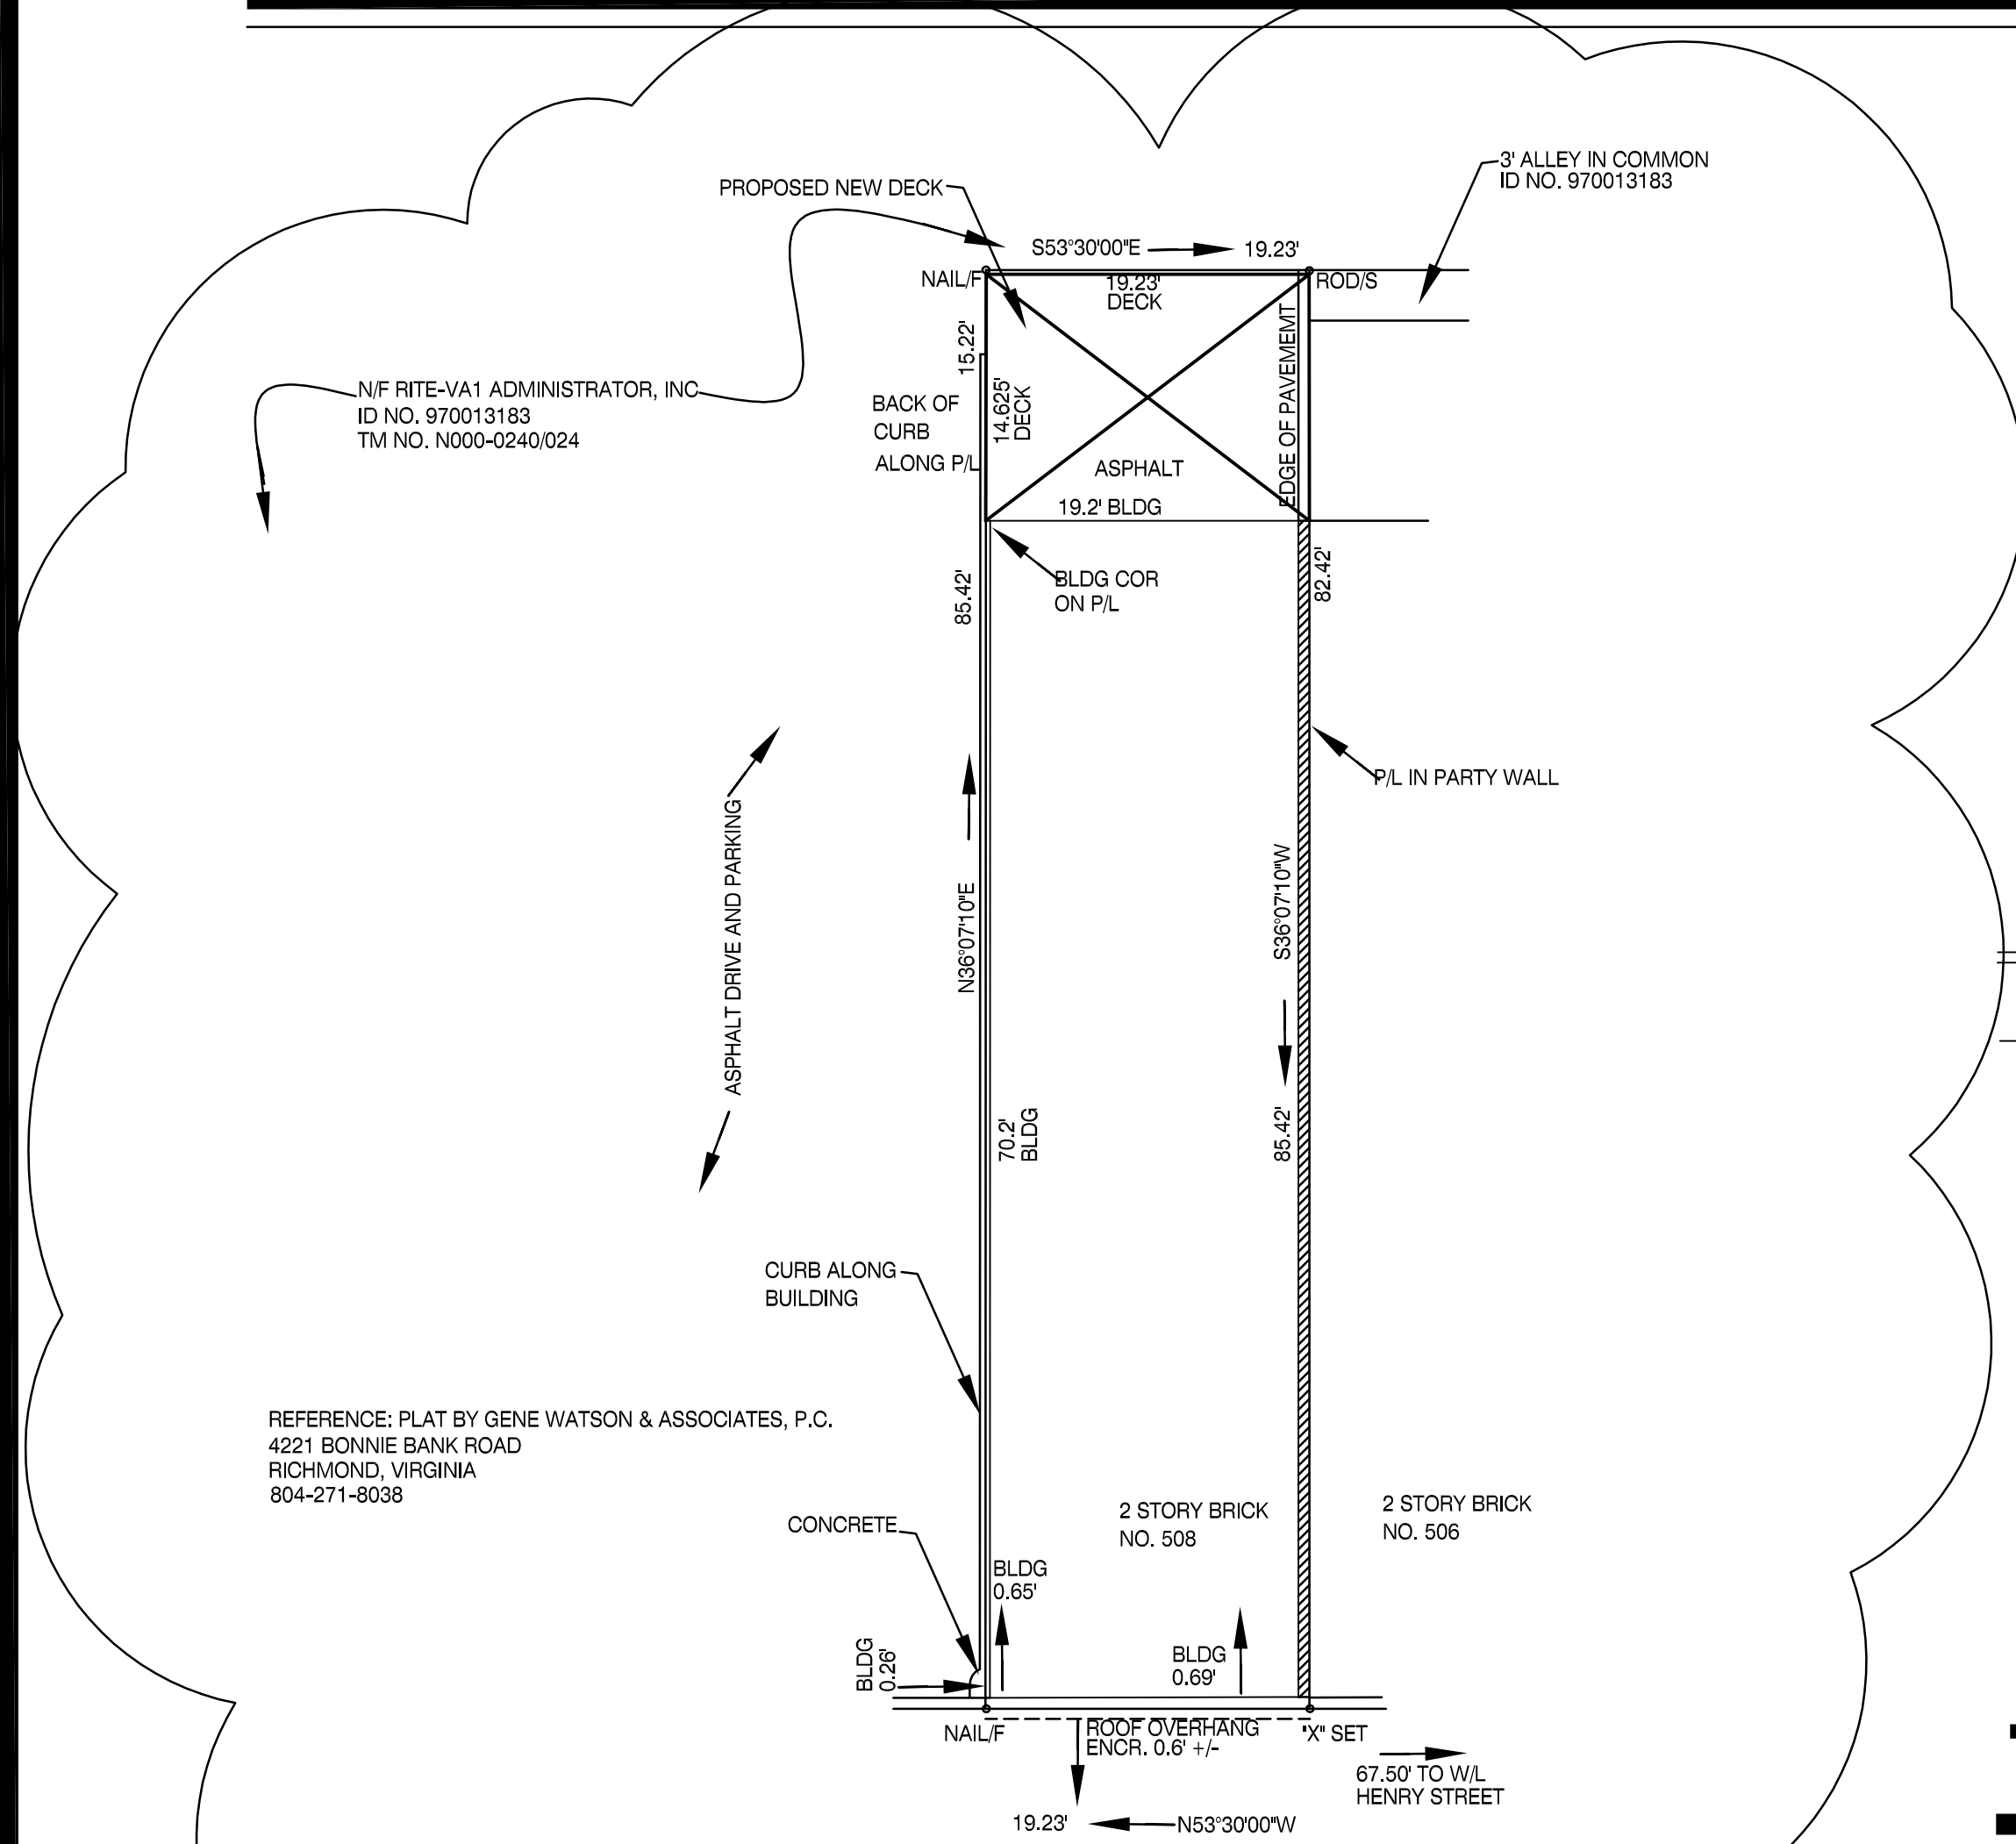 3' ALLEY IN COMMON
ID NO. 970013183
PROPOSED NEW DECK
S53°30'00"E
19.23'
NAIL/F
19.23'
DECK
ROD/S
15.22'
14.625'
DECK
EDGE OF PAVEMEMT
N/F RITE-VA1 ADMINISTRATOR, INC
ID NO. 970013183
TM NO. N000-0240/024
BACK OF
CURB
ALONG P/L
ASPHALT
19.2' BLDG
BLDG COR
ON P/L
85.42'
82.42'
P/L IN PARTY WALL
ASPHALT DRIVE AND PARKING
N36°07'10"E
S36°07'10"W
70.2'
BLDG
85.42'
CURB ALONG
BUILDING
REFERENCE: PLAT BY GENE WATSON & ASSOCIATES, P.C.
4221 BONNIE BANK ROAD
RICHMOND, VIRGINIA
804-271-8038
CONCRETE
2 STORY BRICK
NO. 508
2 STORY BRICK
NO. 506
BLDG
0.65'
BLDG
0.26'
BLDG
0.69'
NAIL/F
ROOF OVERHANG
ENCR. 0.6' +/-
"X" SET
67.50' TO W/L
HENRY STREET
19.23'
N53°30'00"W